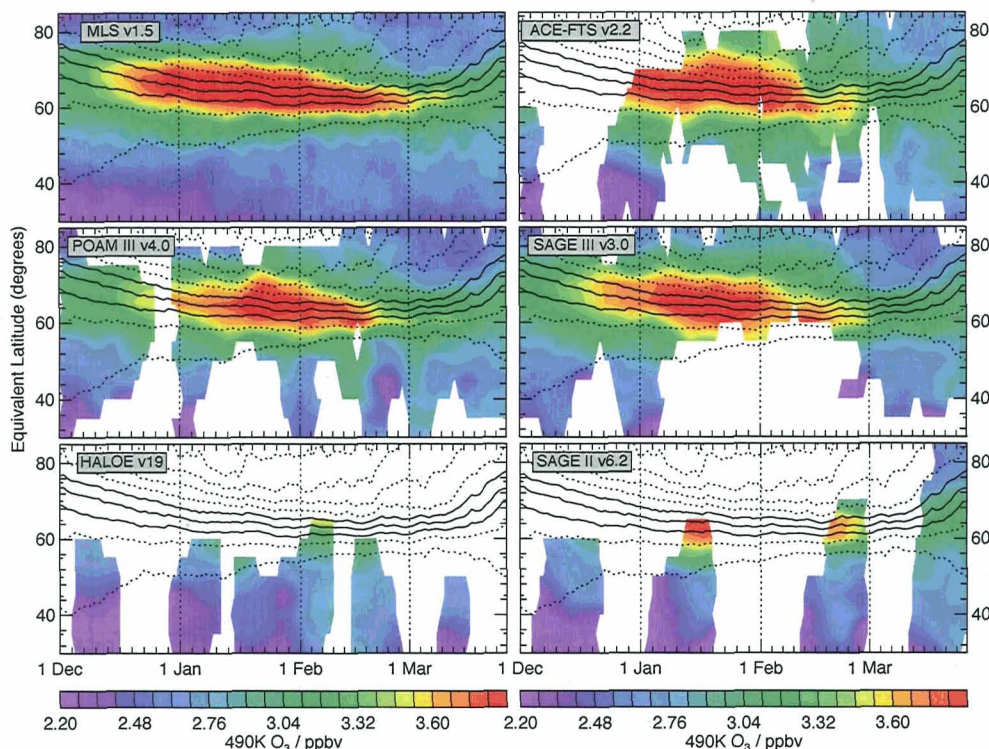 MLS v1.5
ACE-FTS v2.2
80
60
40
80
60
40
POAM III v4.0
SAGE III v3.0
80
60
40
80
60
40
Equivalent Latitude (degrees)
HALOE v19
SAGE II v6.2
80
60
40
80
60
40
1 Dec 1 Jan 1 Feb 1 Mar 1 Dec 1 Jan 1 Feb 1 Mar
2.20 2.48 2.76 3.04 3.32 3.60 2.20 2.48 2.76 3.04 3.32 3.60
490K O3 / ppbv 490K O3 / ppbv